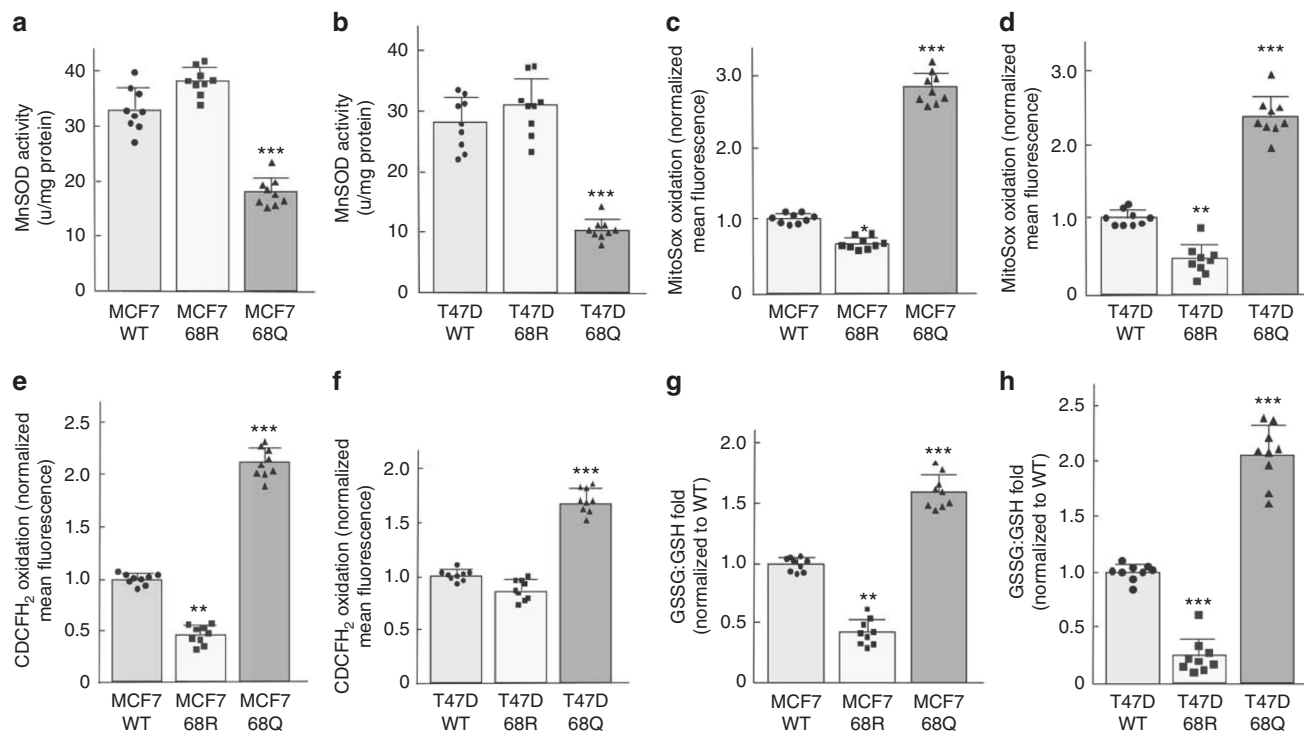 a
MnSOD activity
(u/mg protein)
40
30
20
10
0
***
MCF7 MCF7 MCF7
WT 68R 68Q
b
MnSOD activity
(u/mg protein)
40
30
20
10
0
***
T47D T47D T47D
WT 68R 68Q
c
MitoSox oxidation (normalized
mean fluorescence)
3.0
2.0
1.0
0
*
***
MCF7 MCF7 MCF7
WT 68R 68Q
d
MitoSox oxidation (normalized
mean fluorescence)
3.0
2.0
1.0
0.0
**
***
T47D T47D T47D
WT 68R 68Q
e
CDCFH2 oxidation (normalized
mean fluorescence)
2.5
2.0
1.5
1.0
0.5
0.0
**
***
MCF7 MCF7 MCF7
WT 68R 68Q
f
CDCFH2 oxidation (normalized
mean fluorescence)
2.0
1.5
1.0
0.5
0.0
***
T47D T47D T47D
WT 68R 68Q
g
GSSG:GSH fold
(normalized to WT)
2.0
1.5
1.0
0.5
0.0
**
***
MCF7 MCF7 MCF7
WT 68R 68Q
h
GSSG:GSH fold
(normalized to WT)
2.5
2.0
1.5
1.0
0.5
0
***
***
T47D T47D T47D
WT 68R 68Q